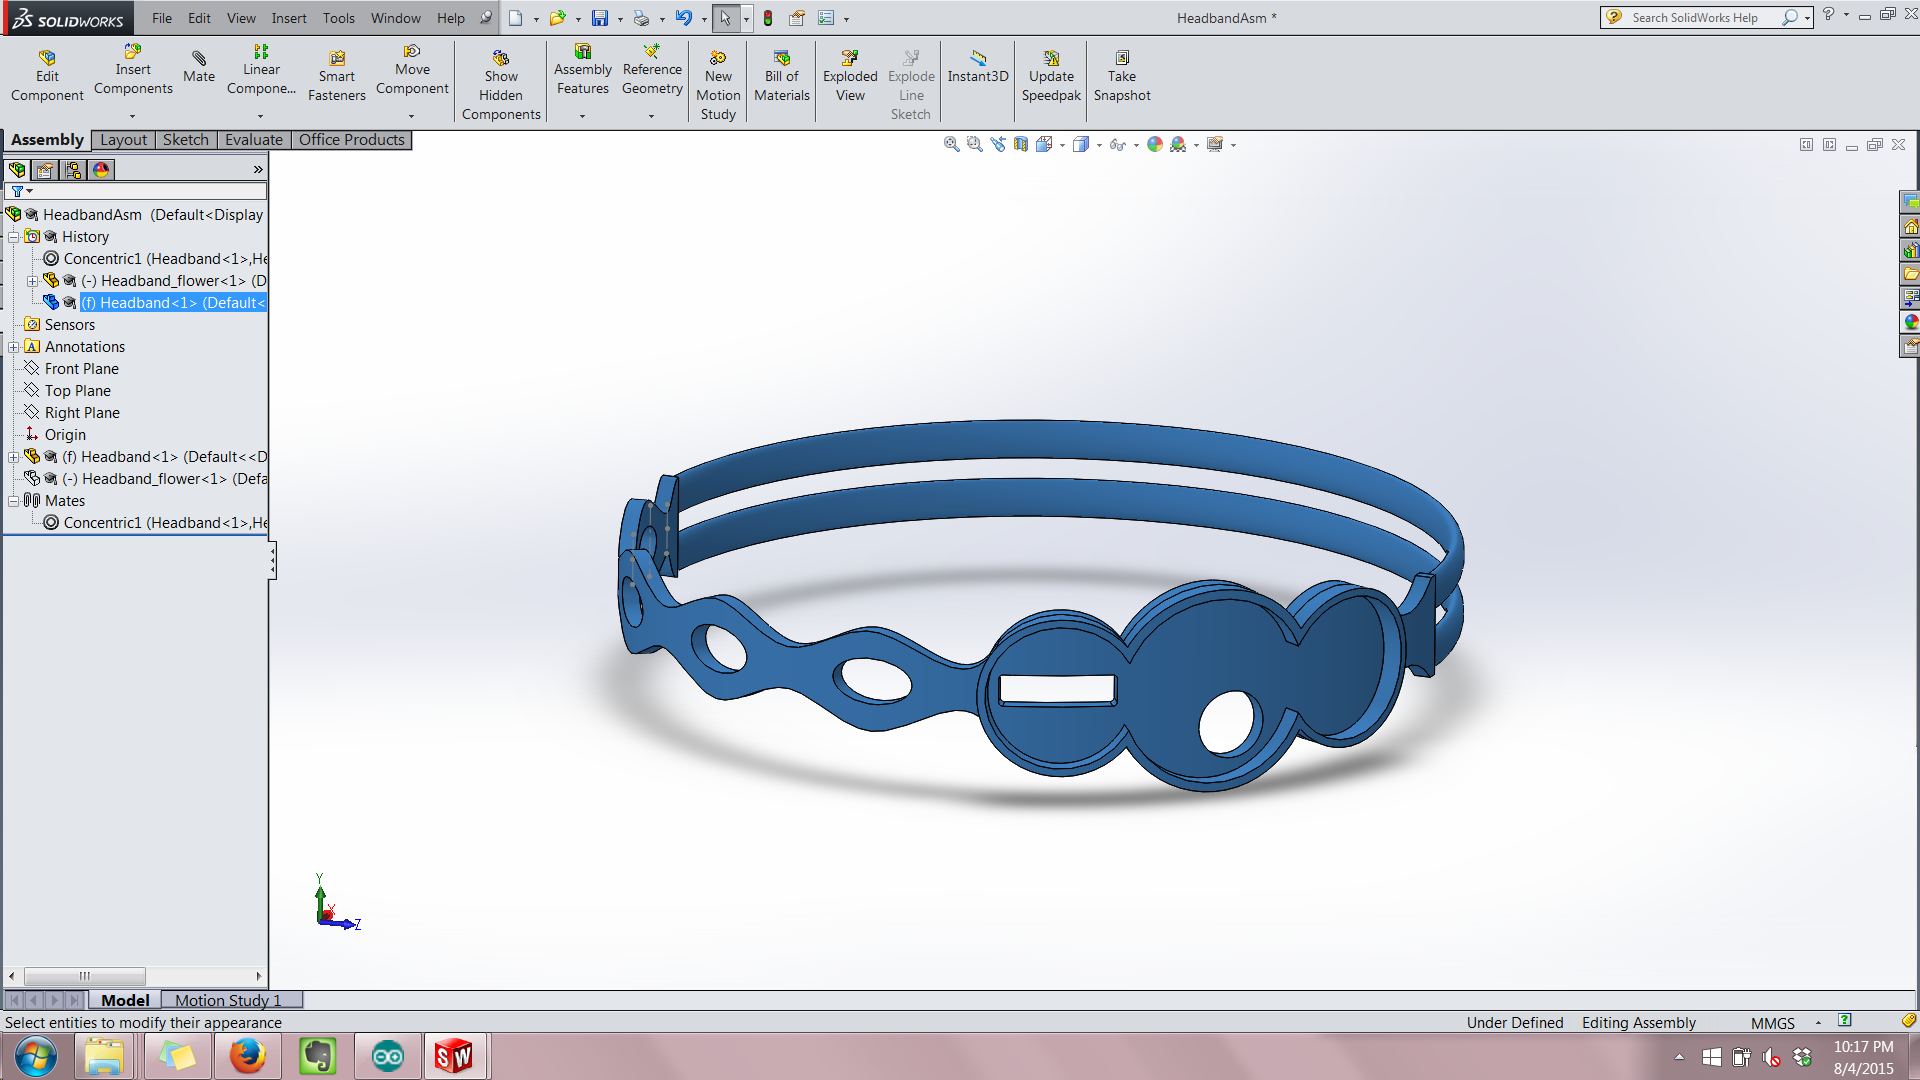 SOLIDWORKS File Edit View Insert Tools Window Help HeadbandAsm * Search SolidWorks Help
Edit Component
Insert Components
Mate
Linear Compone...
Smart Fasteners
Move Component
Show Hidden Components
Assembly Features
Reference Geometry
New Motion Study
Bill of Materials
Exploded View
Explode Line Sketch
Instant3D
Update Speedpak
Take Snapshot
Assembly Layout Sketch Evaluate Office Products
HeadbandAsm (Default<Display
History
Concentric1 (Headband<1>,He
(-) Headband_flower<1> (D
(f) Headband<1> (Default<
Sensors
Annotations
Front Plane
Top Plane
Right Plane
Origin
(f) Headband<1> (Default<<D
(-) Headband_flower<1> (Defa
Mates
Concentric1 (Headband<1>,He
Y
X
Z
Model Motion Study 1
Select entities to modify their appearance Under Defined Editing Assembly MMGS
SW
10:17 PM
8/4/2015